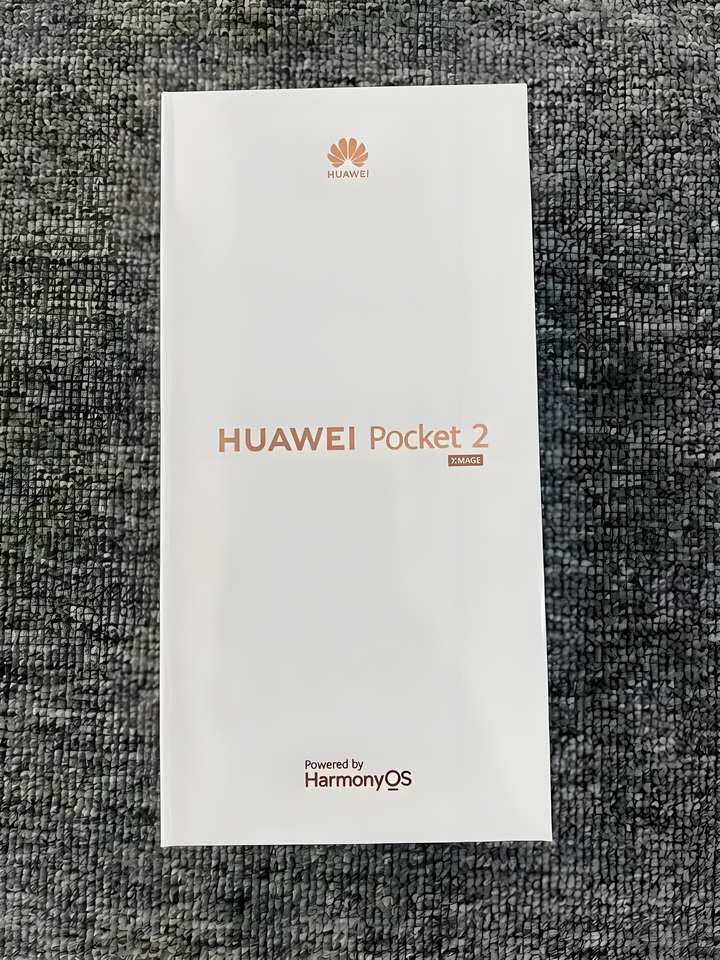 HUAWEI
HUAWEI Pocket 2
XMAGE
Powered by
HarmonyOS